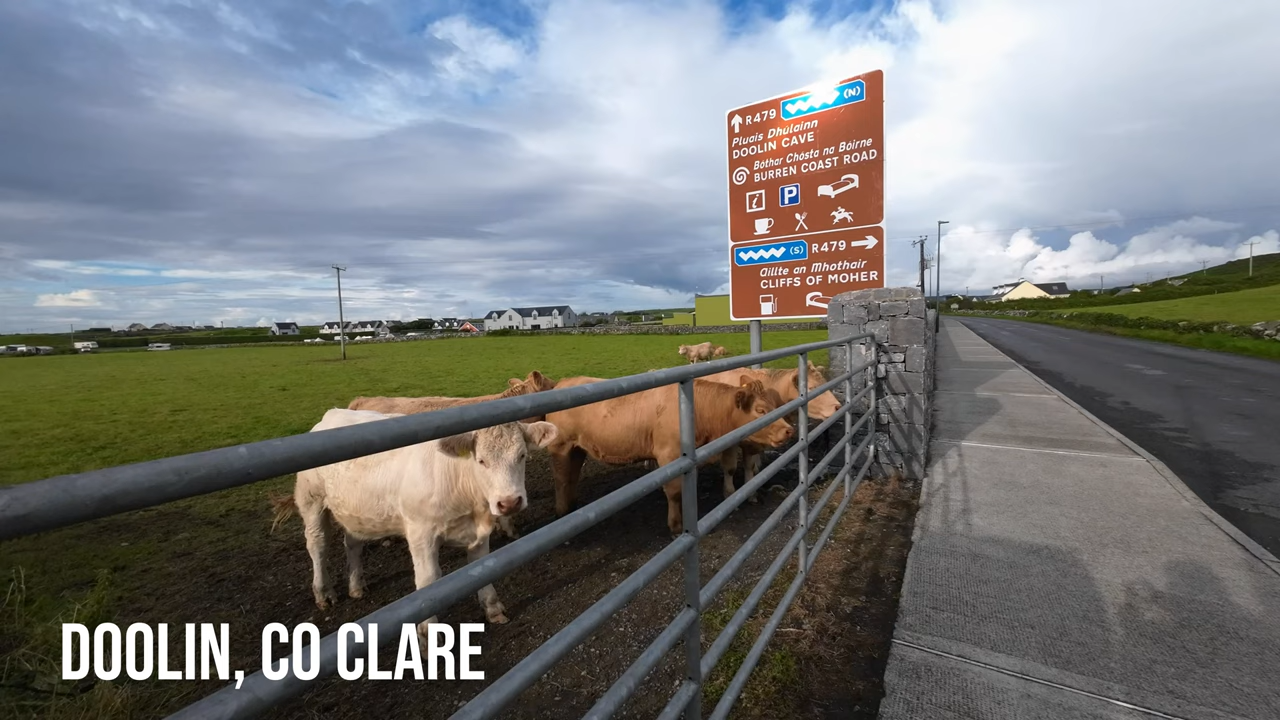 R479 (N)
Pluais Dhúlainn
DOOLIN CAVE
Bóthar Chósta na Bóirne
BURREN COAST ROAD
i P
(S) R479
Aillte an Mhothair
CLIFFS OF MOHER
DOOLIN, CO CLARE